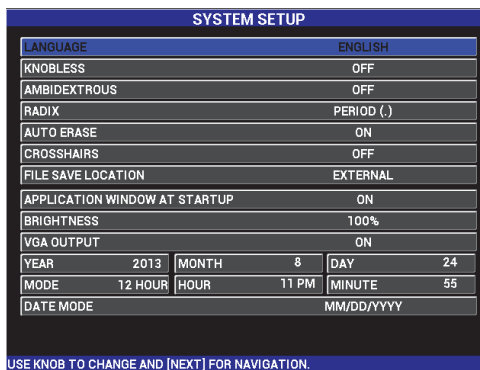 SYSTEM SETUP
LANGUAGE ENGLISH
KNOBLESS OFF
AMBIDEXTROUS OFF
RADIX PERIOD (.)
AUTO ERASE ON
CROSSHAIRS OFF
FILE SAVE LOCATION EXTERNAL
APPLICATION WINDOW AT STARTUP ON
BRIGHTNESS 100%
VGA OUTPUT ON
YEAR 2013 MONTH 8 DAY 24
MODE 12 HOUR HOUR 11 PM MINUTE 55
DATE MODE MM/DD/YYYY
USE KNOB TO CHANGE AND [NEXT] FOR NAVIGATION.